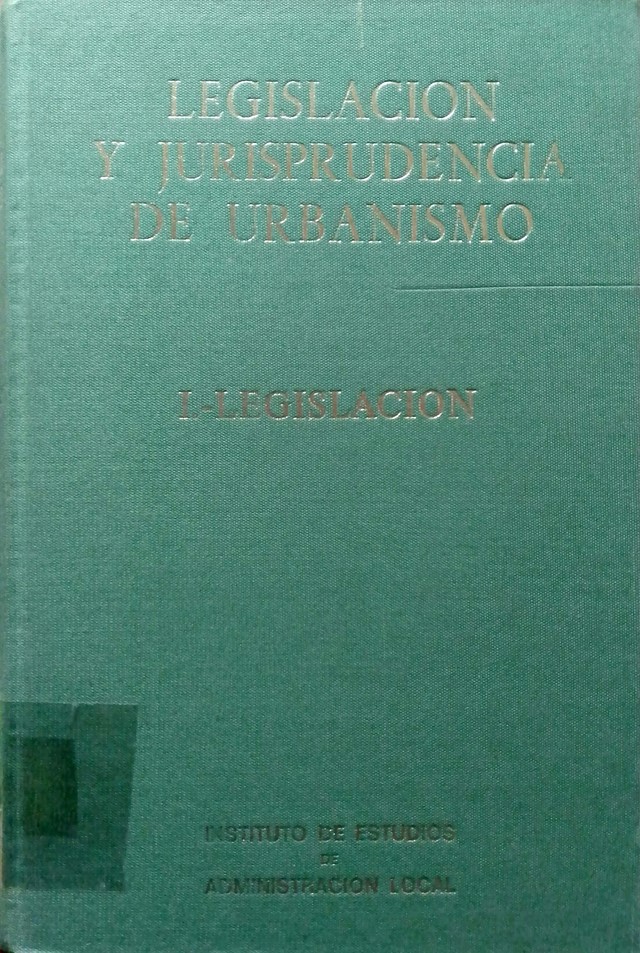 LEGISLACION
Y JURISPRUDENCIA
DE URBANISMO
I.-LEGISLACION
INSTITUTO DE ESTUDIOS
DE
ADMINISTRACION LOCAL